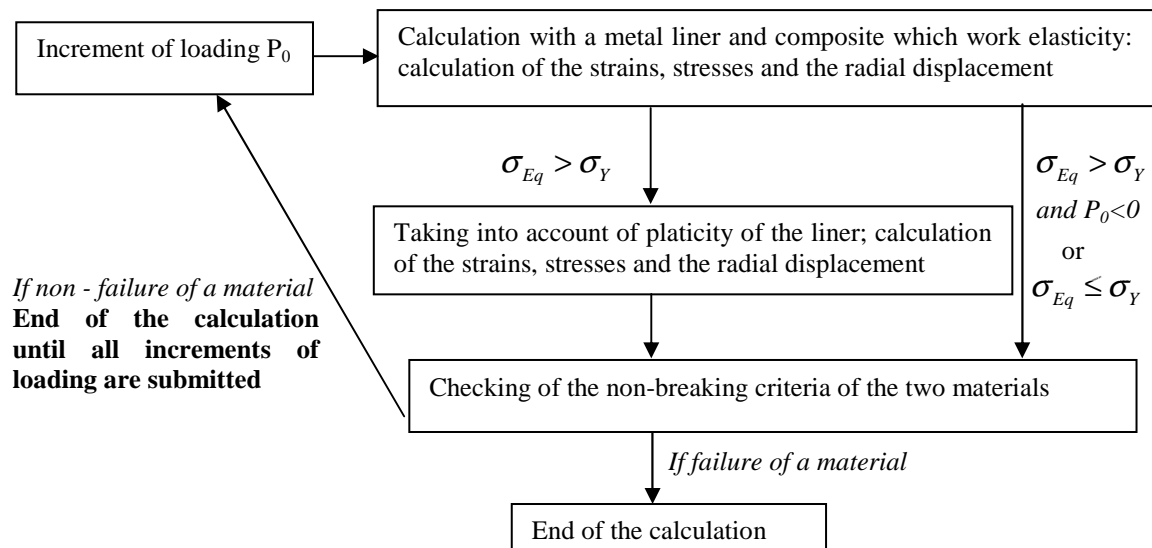 Increment of loading P0
Calculation with a metal liner and composite which work elasticity:
calculation of the strains, stresses and the radial displacement
σEq > σY
σEq > σY
and P0<0
or
σEq ≤ σY
Taking into account of platicity of the liner; calculation
of the strains, stresses and the radial displacement
If non - failure of a material
End of the calculation
until all increments of
loading are submitted
Checking of the non-breaking criteria of the two materials
If failure of a material
End of the calculation